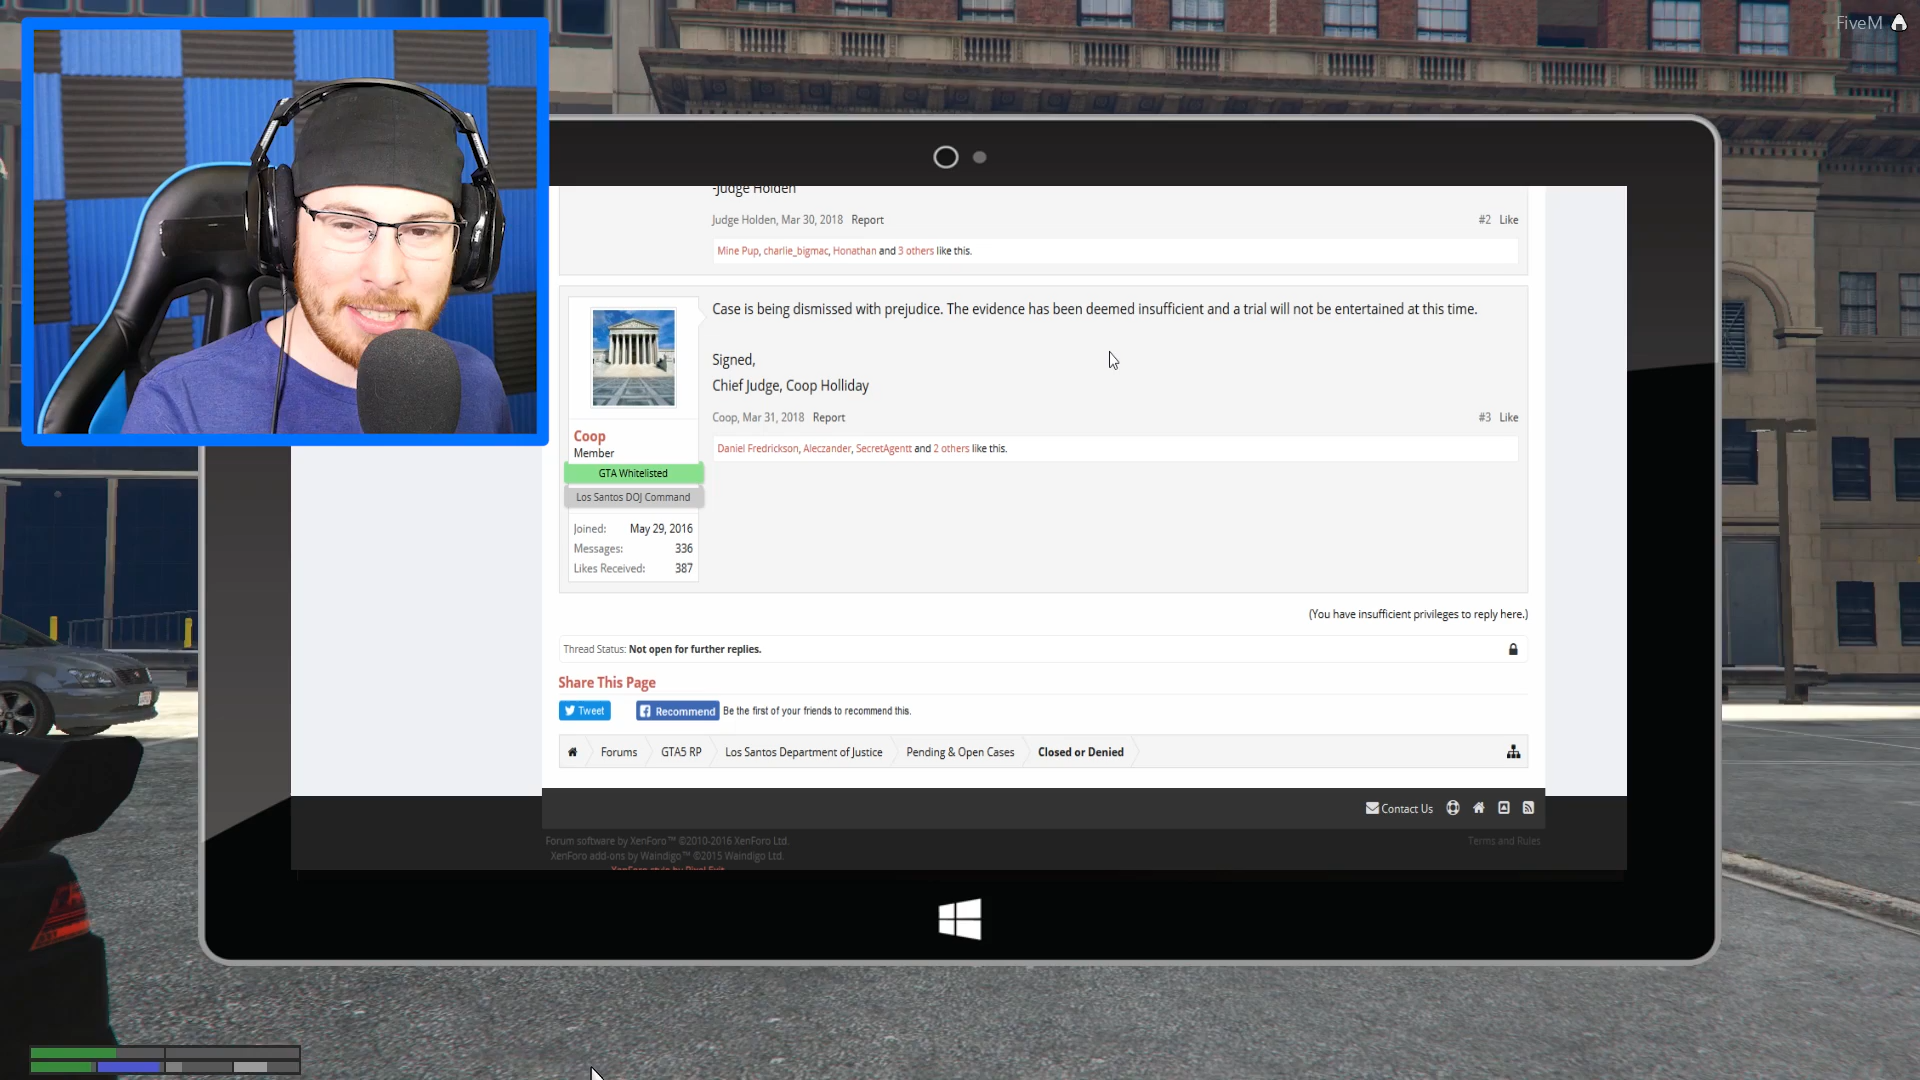 FiveM
-Judge Holden
Judge Holden, Mar 30, 2018 Report #2 Like
Mine Pup, charlie_bigmac, Honathan and 3 others like this.
Case is being dismissed with prejudice. The evidence has been deemed insufficient and a trial will not be entertained at this time.
Signed,
Chief Judge, Coop Holliday
Coop, Mar 31, 2018 Report #3 Like
Daniel Fredrickson, Aleczander, SecretAgentt and 2 others like this.
Coop
Member
GTA Whitelisted
Los Santos DOJ Command
Joined: May 29, 2016
Messages: 336
Likes Received: 387
(You have insufficient privileges to reply here.)
Thread Status: Not open for further replies.
Share This Page
Tweet Recommend Be the first of your friends to recommend this.
Forums GTA5 RP Los Santos Department of Justice Pending & Open Cases Closed or Denied
Contact Us
Forum software by XenForo™ ©2010-2016 XenForo Ltd. Terms and Rules
XenForo add-ons by Waindigo™ ©2015 Waindigo Ltd.
XenForo style by Pixel Exit